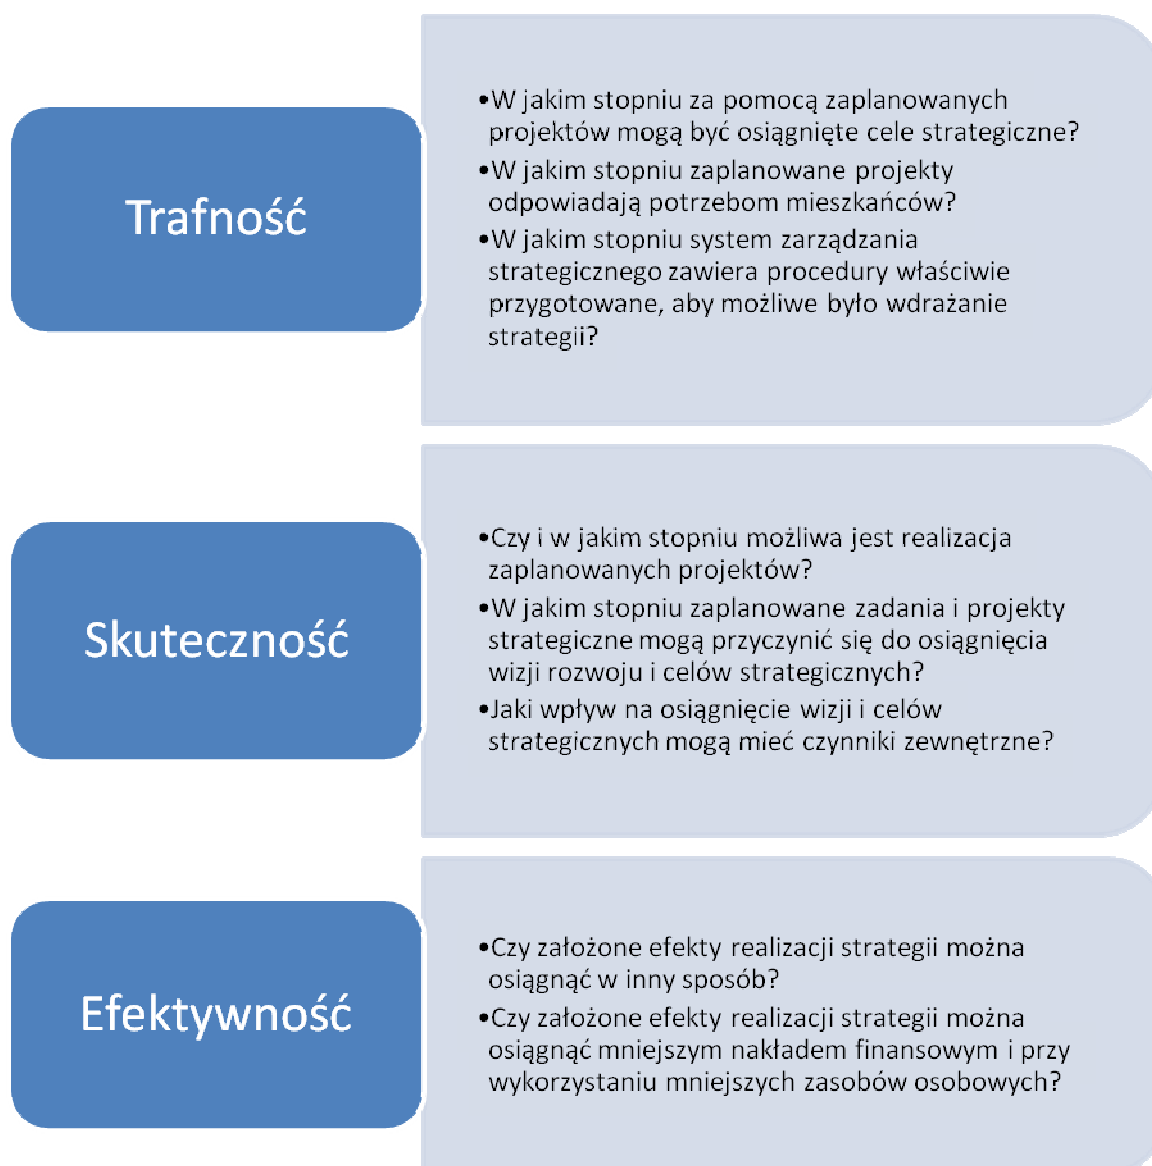 Trafność
•W jakim stopniu za pomocą zaplanowanych
projektów mogą być osiągnięte cele strategiczne?
•W jakim stopniu zaplanowane projekty
odpowiadają potrzebom mieszkańców?
•W jakim stopniu system zarządzania
strategicznego zawiera procedury właściwie
przygotowane, aby możliwe było wdrażanie
strategii?
Skuteczność
•Czy i w jakim stopniu możliwa jest realizacja
zaplanowanych projektów?
•W jakim stopniu zaplanowane zadania i projekty
strategiczne mogą przyczynić się do osiągnięcia
wizji rozwoju i celów strategicznych?
•Jaki wpływ na osiągnięcie wizji i celów
strategicznych mogą mieć czynniki zewnętrzne?
Efektywność
•Czy założone efekty realizacji strategii można
osiągnąć w inny sposób?
•Czy założone efekty realizacji strategii można
osiągnąć mniejszym nakładem finansowym i przy
wykorzystaniu mniejszych zasobów osobowych?